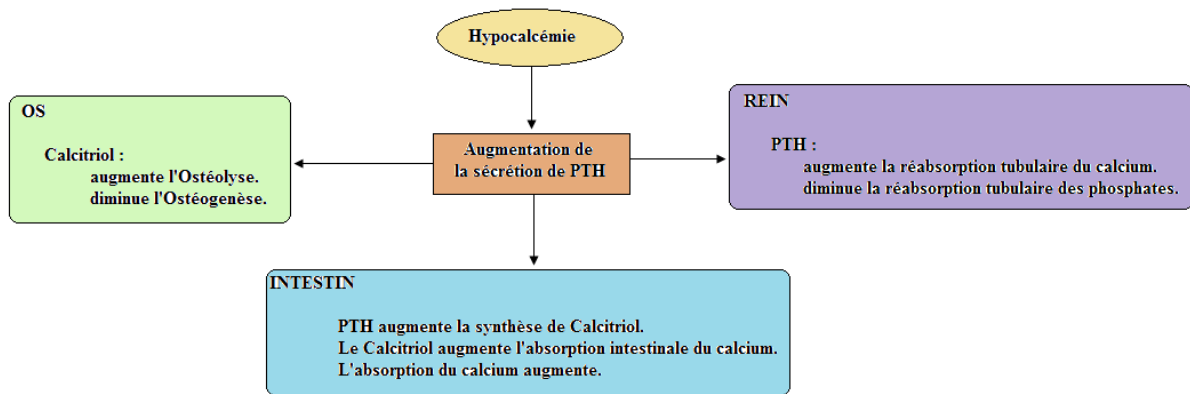 Hypocalcémie
OS
Calcitriol :
augmente l'Ostéolyse.
diminue l'Ostéogenèse.
Augmentation de
la sécrétion de PTH
REIN
PTH :
augmente la réabsorption tubulaire du calcium.
diminue la réabsorption tubulaire des phosphates.
INTESTIN
PTH augmente la synthèse de Calcitriol.
Le Calcitriol augmente l'absorption intestinale du calcium.
L'absorption du calcium augmente.